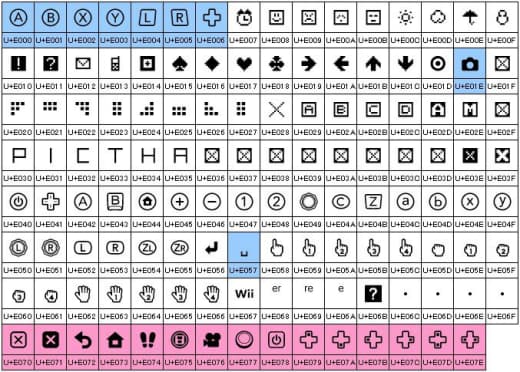 A B X Y L R
U+E000 U+E001 U+E002 U+E003 U+E004 U+E005 U+E006 U+E007 U+E008 U+E009 U+E00A U+E00B U+E00C U+E00D U+E00E U+E00F
! ?
U+E010 U+E011 U+E012 U+E013 U+E014 U+E015 U+E016 U+E017 U+E018 U+E019 U+E01A U+E01B U+E01C U+E01D U+E01E U+E01F
A B C D
U+E020 U+E021 U+E022 U+E023 U+E024 U+E025 U+E026 U+E027 U+E028 U+E029 U+E02A U+E02B U+E02C U+E02D U+E02E U+E02F
P I C T H A
U+E030 U+E031 U+E032 U+E033 U+E034 U+E035 U+E036 U+E037 U+E038 U+E039 U+E03A U+E03B U+E03C U+E03D U+E03E U+E03F
A B + − 1 2 C Z a b x y
U+E040 U+E041 U+E042 U+E043 U+E044 U+E045 U+E046 U+E047 U+E048 U+E049 U+E04A U+E04B U+E04C U+E04D U+E04E U+E04F
L R L R ZL ZR 1 2 3 4 1 2
U+E050 U+E051 U+E052 U+E053 U+E054 U+E055 U+E056 U+E057 U+E058 U+E059 U+E05A U+E05B U+E05C U+E05D U+E05E U+E05F
3 4 1 2 3 4 Wii er re e ? • • • •
U+E060 U+E061 U+E062 U+E063 U+E064 U+E065 U+E066 U+E067 U+E068 U+E069 U+E06A U+E06B U+E06C U+E06D U+E06E U+E06F
U+E070 U+E071 U+E072 U+E073 U+E074 U+E075 U+E076 U+E077 U+E078 U+E079 U+E07A U+E07B U+E07C U+E07D U+E07E